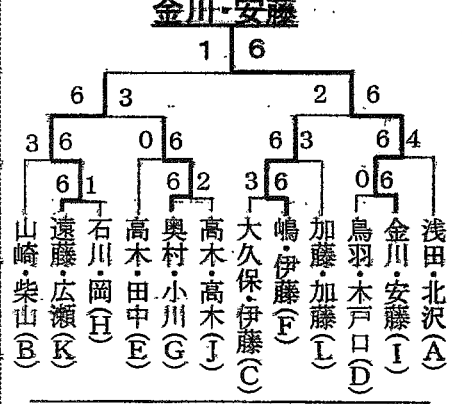 金川・安藤
1 6
6 3 2 6
3 6 0 6 6 3 6 4
6 1 6 2 3 6 0 6
山崎・柴山(B)
遠藤・広瀬(K)
石川・岡(H)
高木・田中(E)
奥村・小川(G)
高木・高木(J)
大久保・伊藤(C)
嶋・伊藤(F)
加藤・加藤(L)
鳥羽・木戸口(D)
金川・安藤(I)
浅田・北沢(A)